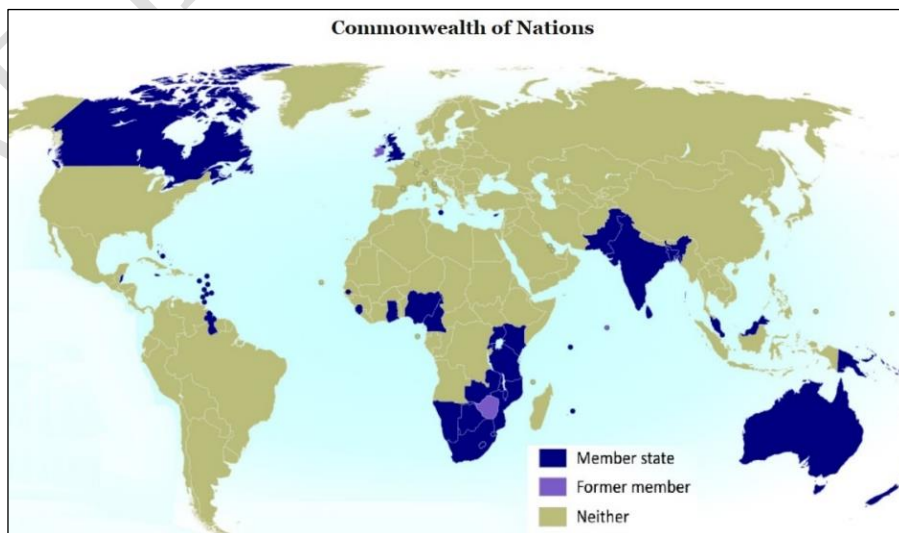 Commonwealth of Nations
Member state
Former member
Neither